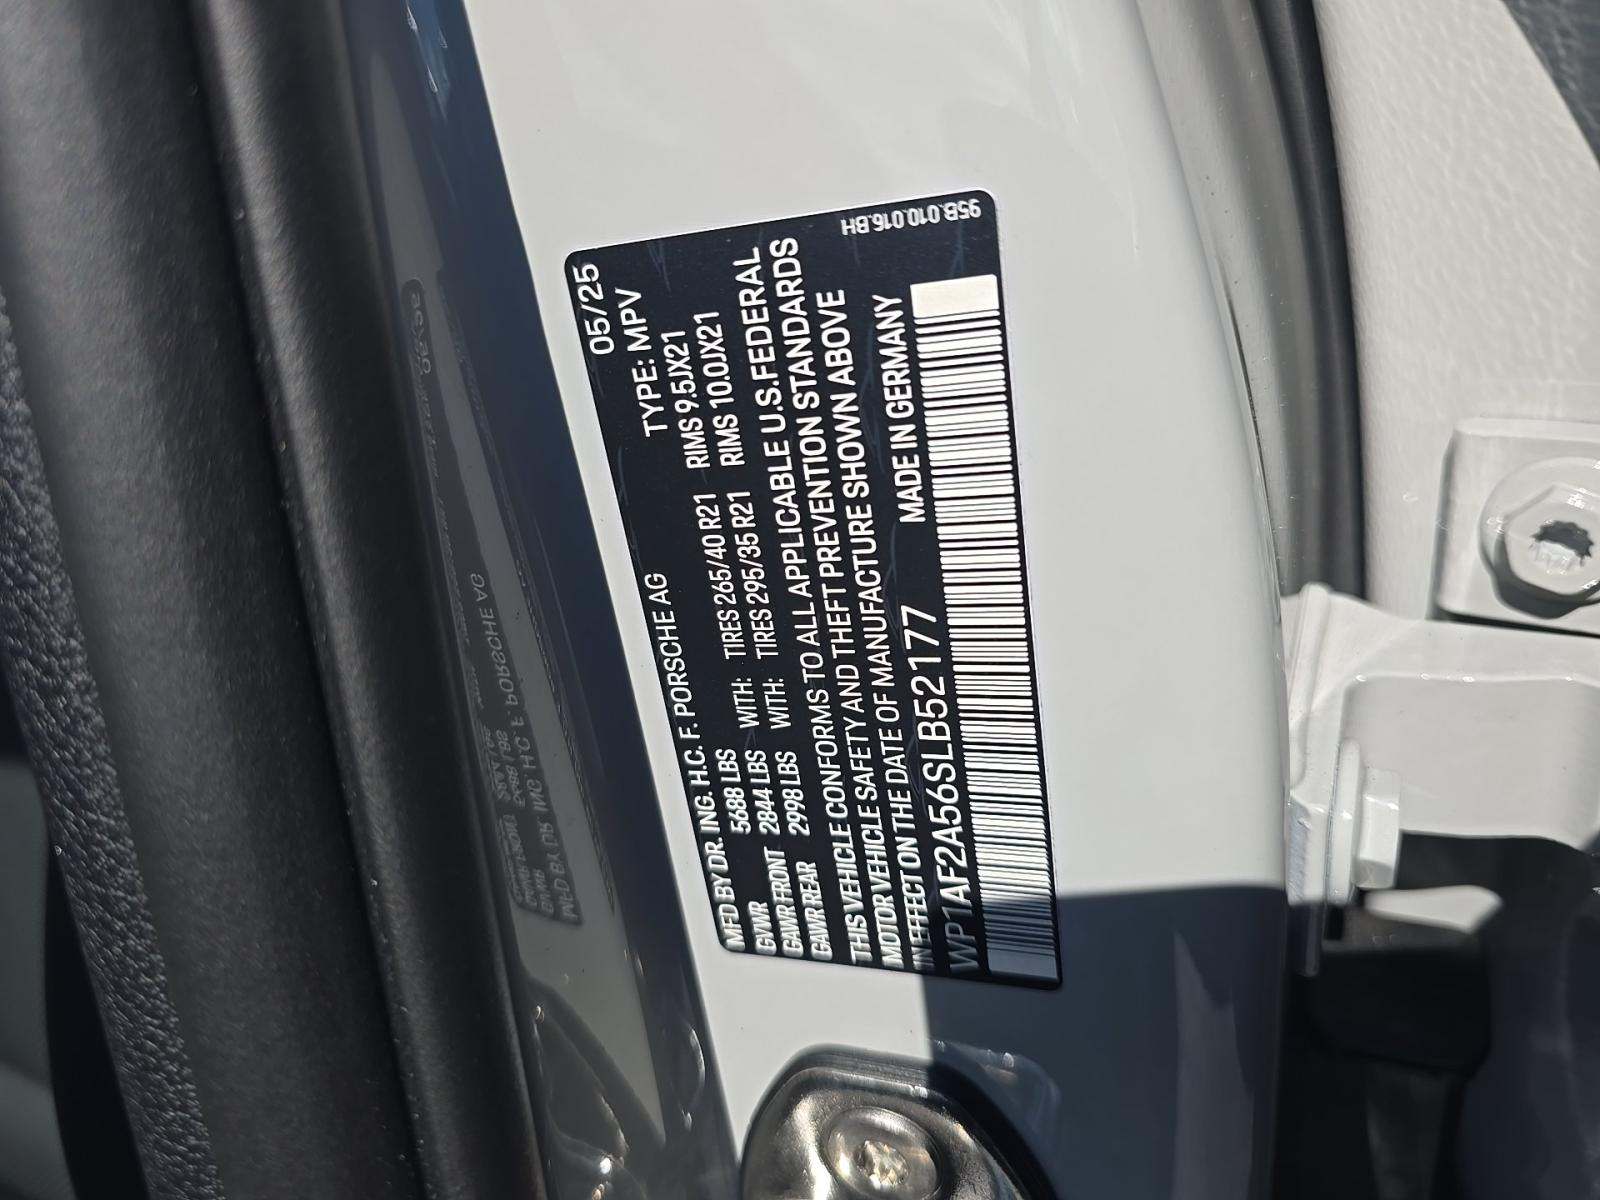 05/25
MFD BY DR. ING. H.C. F. PORSCHE AG TYPE: MPV
GVWR 5688 LBS WITH: TIRES 265/40 R21 RIMS 9.5JX21
GAWR FRONT 2844 LBS WITH: TIRES 295/35 R21 RIMS 10.0JX21
GAWR REAR 2998 LBS
THIS VEHICLE CONFORMS TO ALL APPLICABLE U.S. FEDERAL
MOTOR VEHICLE SAFETY AND THEFT PREVENTION STANDARDS
IN EFFECT ON THE DATE OF MANUFACTURE SHOWN ABOVE
WP1AF2A56SLB52177 MADE IN GERMANY
95B.010.016.BH